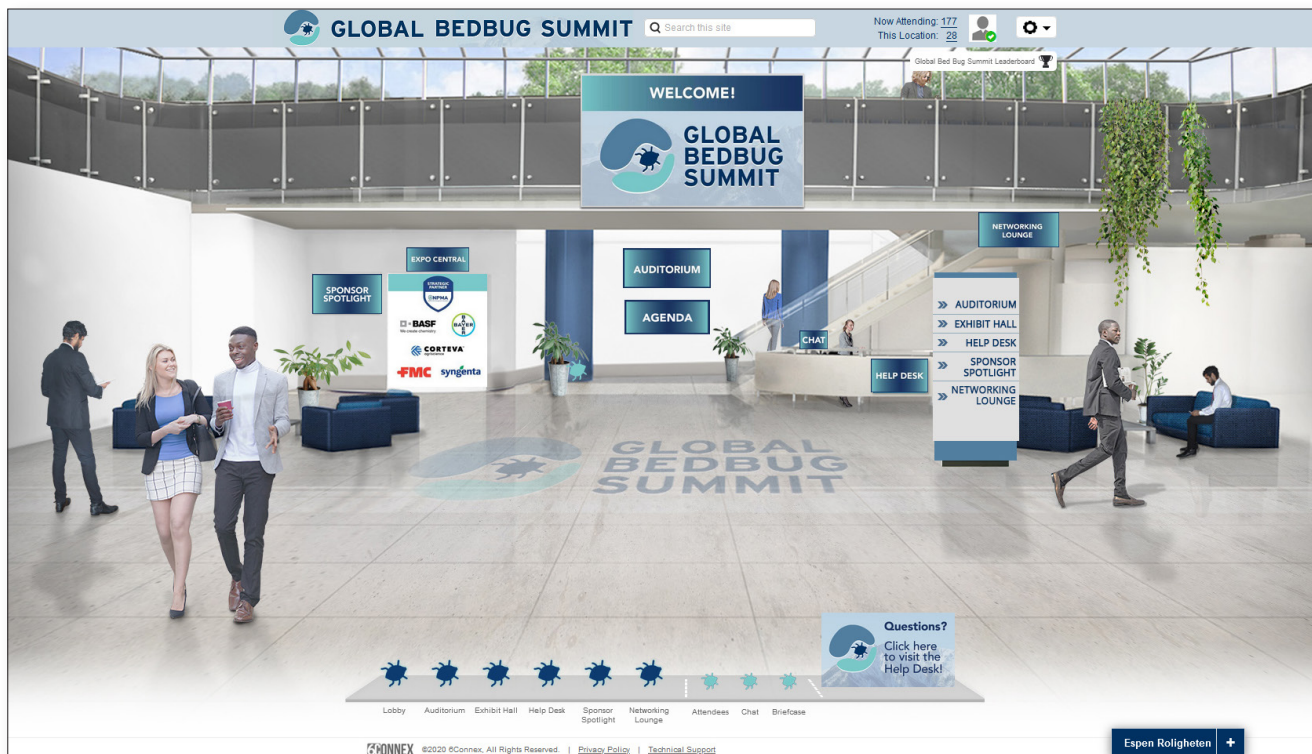 GLOBAL BEDBUG SUMMIT
Search this site
Now Attending: 177
This Location: 28
Global Bed Bug Summit Leaderboard
WELCOME!
GLOBAL
BEDBUG
SUMMIT
NETWORKING
LOUNGE
EXPO CENTRAL
SPONSOR
SPOTLIGHT
STRATEGIC
PARTNER
NPMA
BASF
We create chemistry
BAYER
CORTEVA
agriscience
FMC
syngenta
AUDITORIUM
AGENDA
CHAT
HELP DESK
» AUDITORIUM
» EXHIBIT HALL
» HELP DESK
» SPONSOR
SPOTLIGHT
» NETWORKING
LOUNGE
GLOBAL
BEDBUG
SUMMIT
Questions?
Click here
to visit the
Help Desk!
Lobby
Auditorium
Exhibit Hall
Help Desk
Sponsor
Spotlight
Networking
Lounge
Attendees
Chat
Briefcase
6CONNEX ©2020 6Connex, All Rights Reserved. | Privacy Policy | Technical Support
Espen Roligheten +